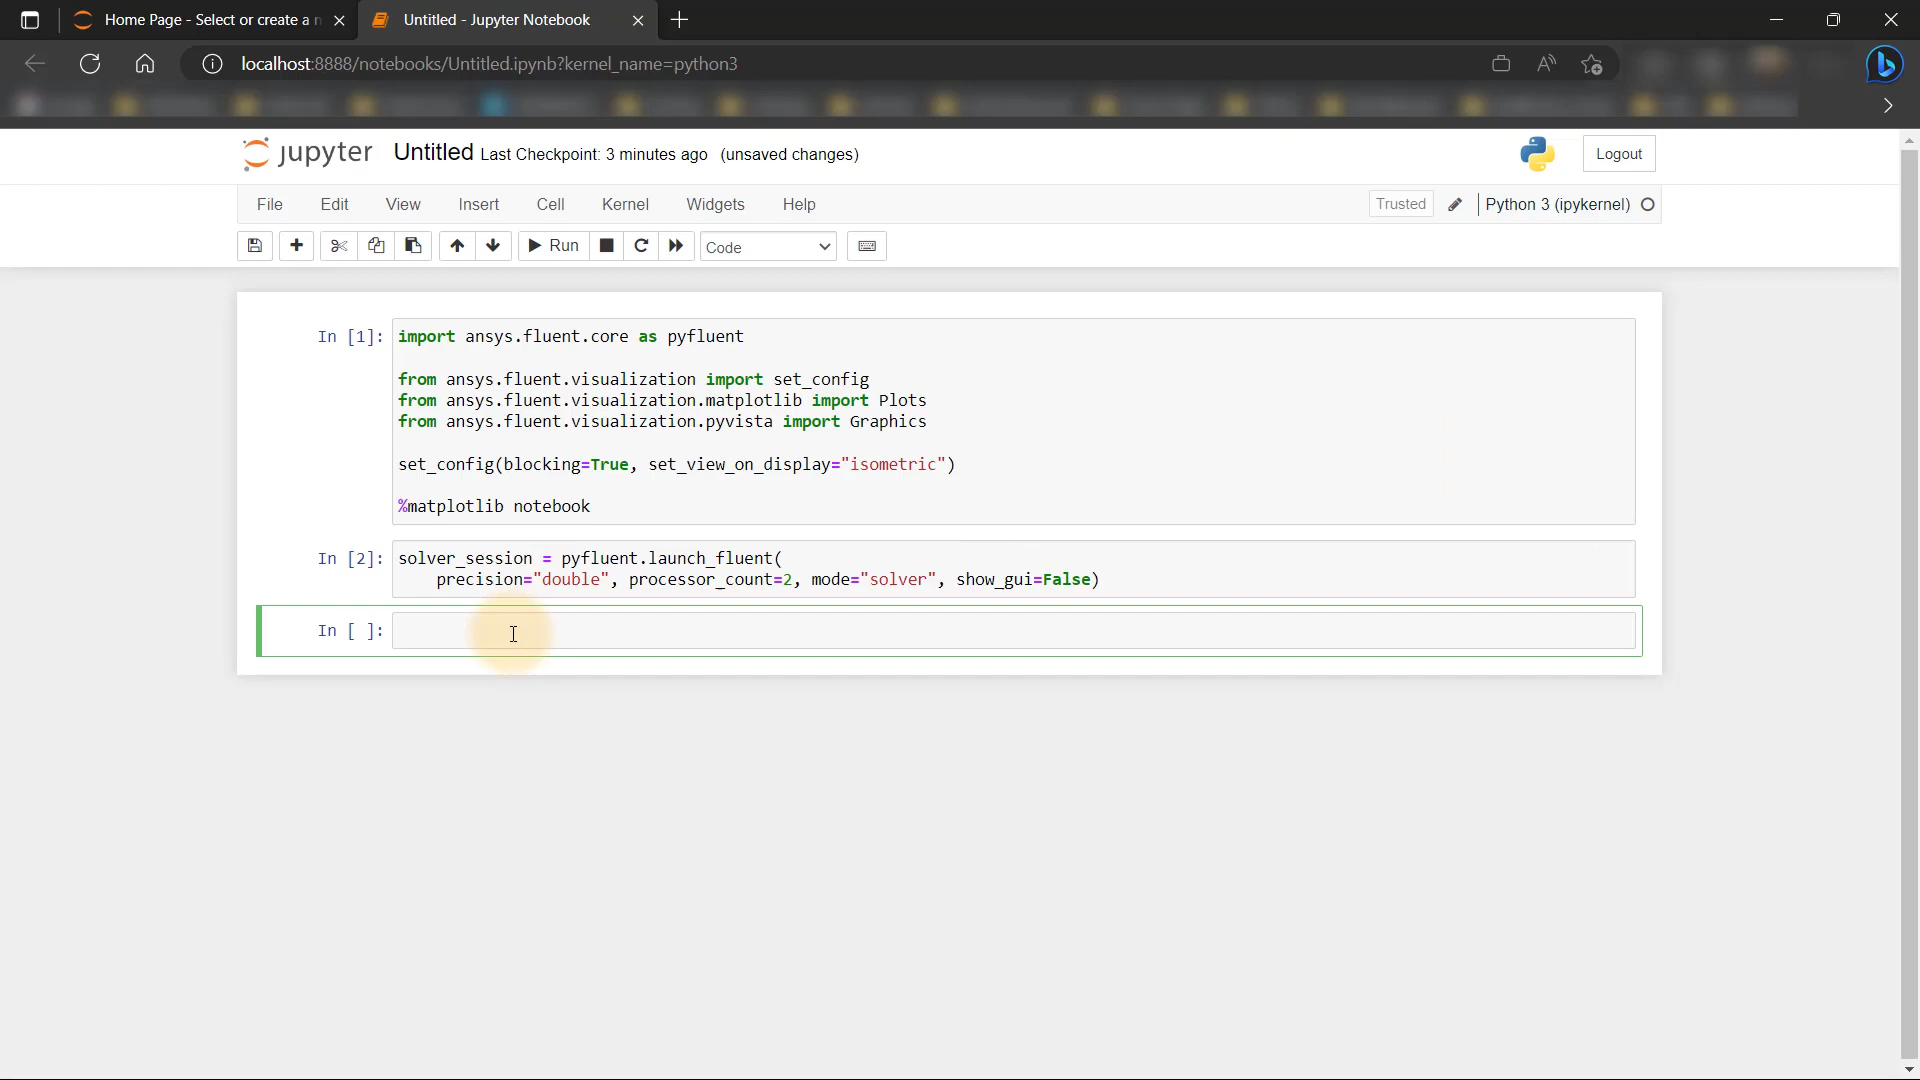 Home Page - Select or create a n
Untitled - Jupyter Notebook
localhost:8888/notebooks/Untitled.ipynb?kernel_name=python3
jupyter Untitled Last Checkpoint: 3 minutes ago (unsaved changes)
Logout
File Edit View Insert Cell Kernel Widgets Help
Trusted Python 3 (ipykernel)
Run Code
In [1]: import ansys.fluent.core as pyfluent
from ansys.fluent.visualization import set_config
from ansys.fluent.visualization.matplotlib import Plots
from ansys.fluent.visualization.pyvista import Graphics
set_config(blocking=True, set_view_on_display="isometric")
%matplotlib notebook
In [2]: solver_session = pyfluent.launch_fluent(
precision="double", processor_count=2, mode="solver", show_gui=False)
In [ ]: